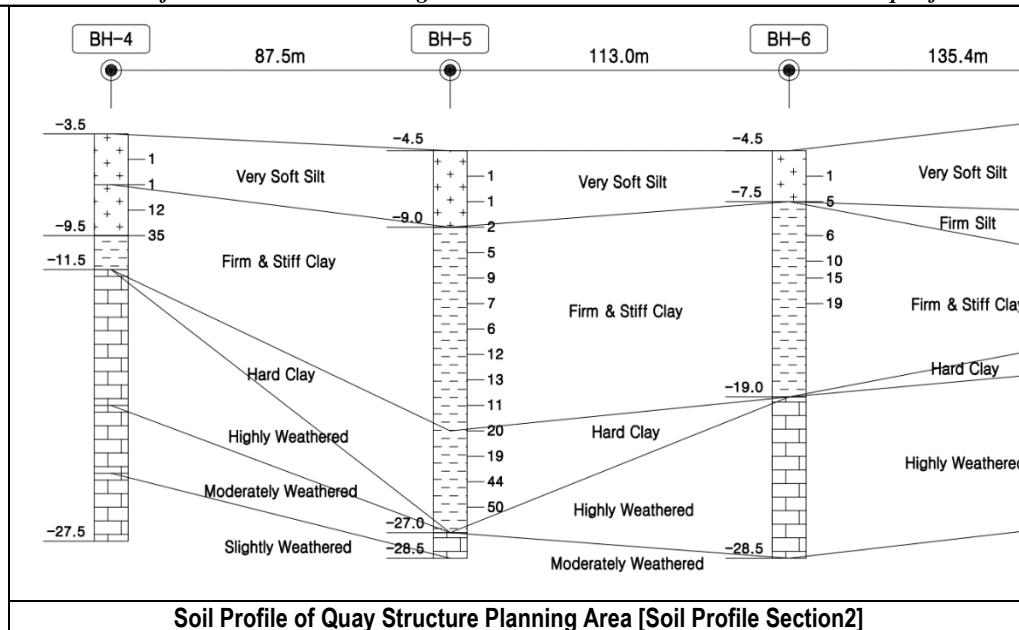 BH-4 BH-5 BH-6
87.5m 113.0m 135.4m
-3.5 -4.5 -4.5
1 Very Soft Silt 1 Very Soft Silt 1 Very Soft Silt
1 1 -7.5 5
12 -9.0 2 Firm Silt
-9.5 35 5 6
-11.5 Firm & Stiff Clay 9 10
7 Firm & Stiff Clay 15 Firm & Stiff Clay
6 19
12
Hard Clay 13 Hard Clay
11 -19.0
Highly Weathered 20 Hard Clay
19 Highly Weathered
Moderately Weathered 44
50 Highly Weathered
-27.5 -27.0
Slightly Weathered -28.5 Moderately Weathered -28.5
Soil Profile of Quay Structure Planning Area [Soil Profile Section2]